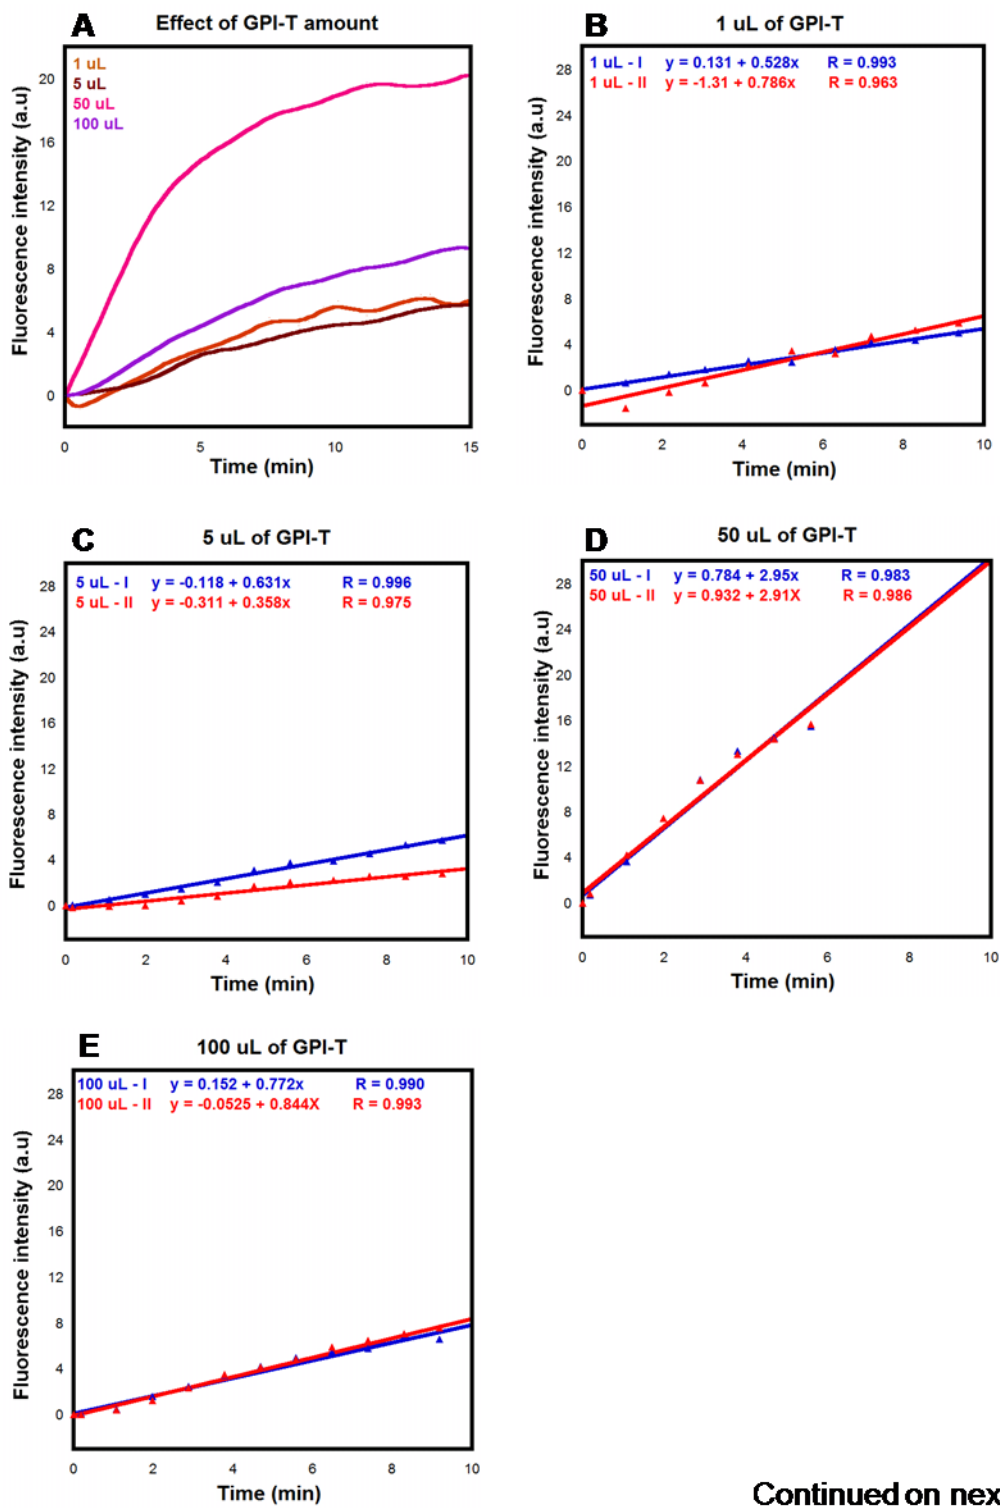 A Effect of GPI-T amount
Fluorescence intensity (a.u)
1 uL
5 uL
50 uL
100 uL
20
16
12
8
4
0
0 5 10 15
Time (min)
B 1 uL of GPI-T
Fluorescence intensity (a.u)
1 uL - I y = 0.131 + 0.528x R = 0.993
1 uL - II y = -1.31 + 0.786x R = 0.963
28
24
20
16
12
8
4
0
0 2 4 6 8 10
Time (min)
C 5 uL of GPI-T
Fluorescence intensity (a.u)
5 uL - I y = -0.118 + 0.631x R = 0.996
5 uL - II y = -0.311 + 0.358x R = 0.975
28
24
20
16
12
8
4
0
0 2 4 6 8 10
Time (min)
D 50 uL of GPI-T
Fluorescence intensity (a.u)
50 uL - I y = 0.784 + 2.95x R = 0.983
50 uL - II y = 0.932 + 2.91X R = 0.986
28
24
20
16
12
8
4
0
0 2 4 6 8 10
Time (min)
E 100 uL of GPI-T
Fluorescence intensity (a.u)
100 uL - I y = 0.152 + 0.772x R = 0.990
100 uL - II y = -0.0525 + 0.844X R = 0.993
28
24
20
16
12
8
4
0
0 2 4 6 8 10
Time (min)
Continued on nex